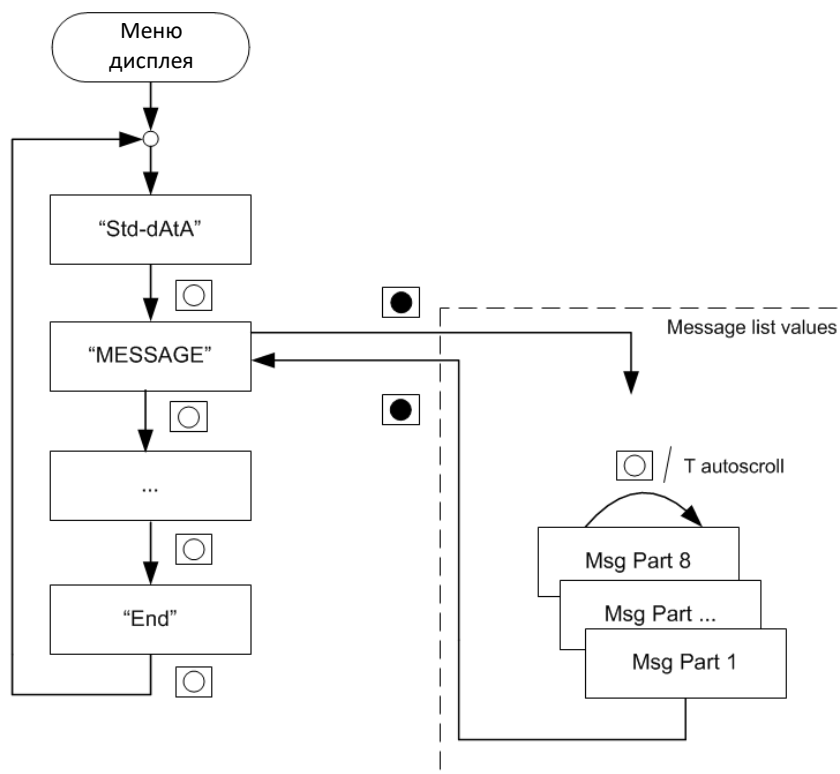 Меню
дисплея
“Std-dAtA”
“MESSAGE”
...
“End”
Message list values
T autoscroll
Msg Part 8
Msg Part ...
Msg Part 1